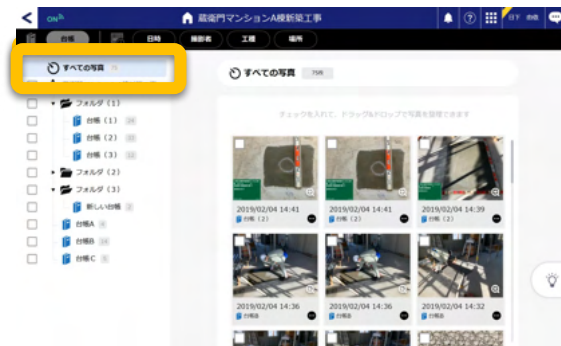 ON
蔵衛門マンションA棟新築工事
台帳
日時
撮影者
工種
場所
すべての写真
すべての写真 75件
チェックを入れて、ドラッグ&ドロップで写真を整理できます
フォルダ（1）
台帳（1） 24
台帳（2）
台帳（3）
フォルダ（2）
フォルダ（3）
新しい台帳
台帳A
台帳B
台帳C
2019/02/04 14:41
台帳（2）
2019/02/04 14:41
台帳（2）
2019/02/04 14:39
台帳（2）
2019/02/04 14:36
台帳B
2019/02/04 14:36
台帳B
2019/02/04 14:32
台帳B